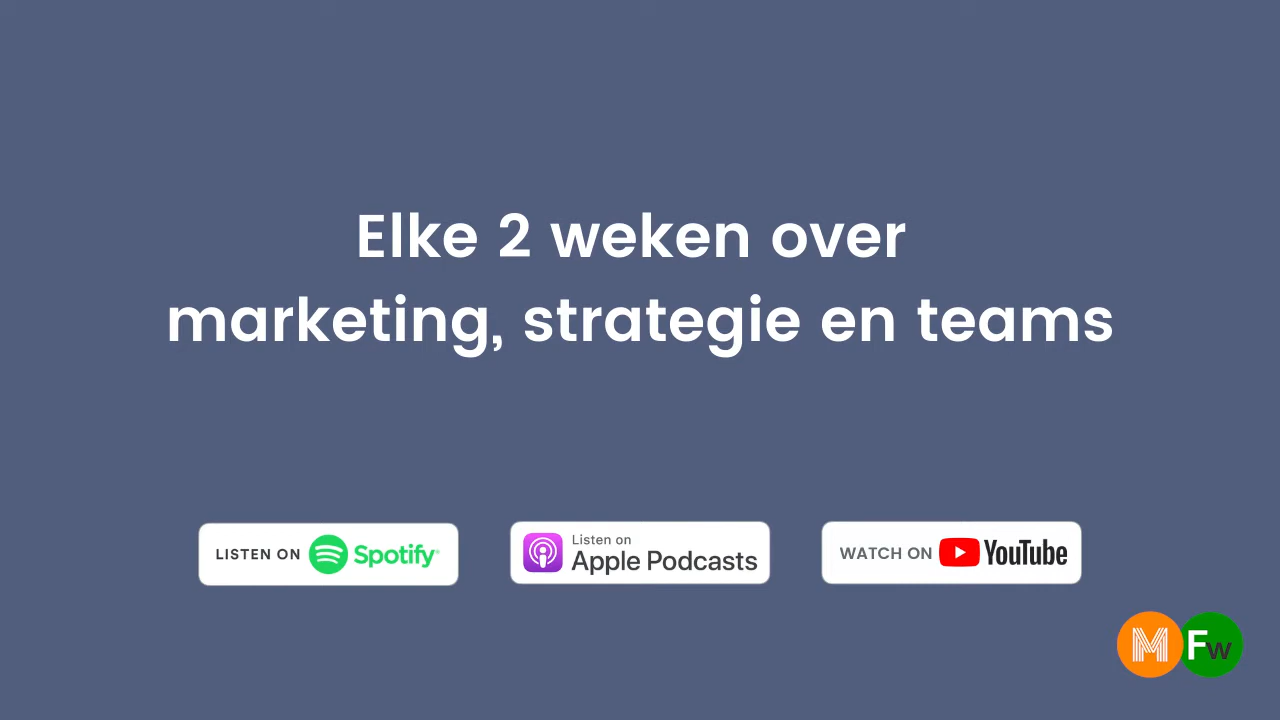 Elke 2 weken over
marketing, strategie en teams
LISTEN ON Spotify®
Listen on
Apple Podcasts
WATCH ON YouTube
M Fw